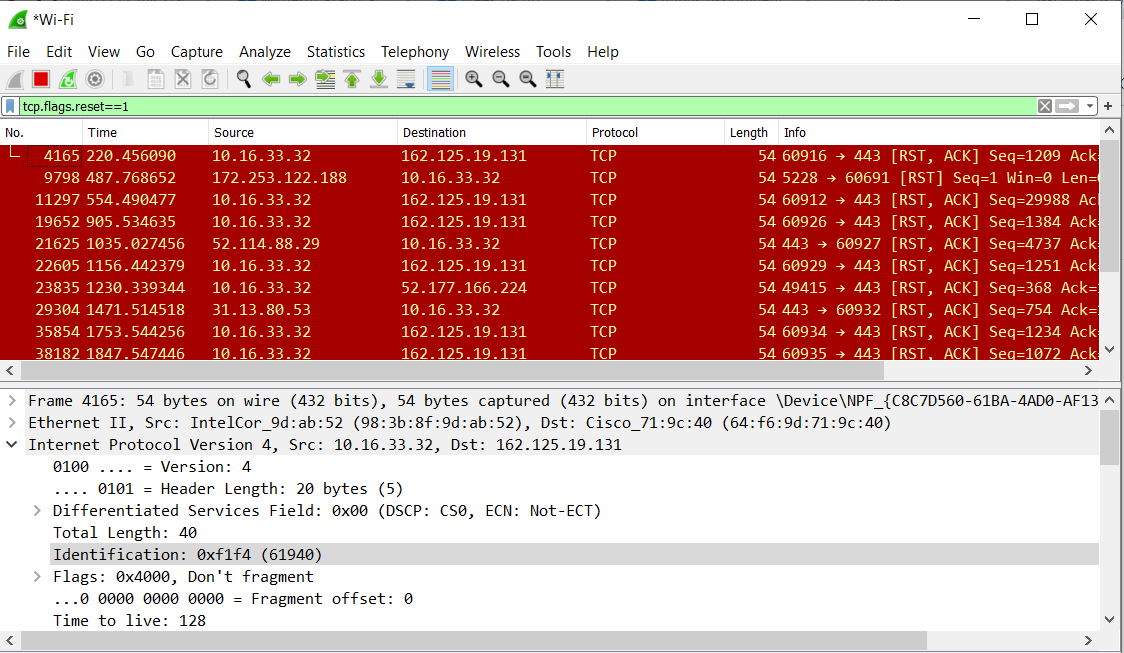 *Wi-Fi
File Edit View Go Capture Analyze Statistics Telephony Wireless Tools Help
tcp.flags.reset==1
No. Time Source Destination Protocol Length Info
4165 220.456090 10.16.33.32 162.125.19.131 TCP 54 60916 → 443 [RST, ACK] Seq=1209 Ack=
9798 487.768652 172.253.122.188 10.16.33.32 TCP 54 5228 → 60691 [RST] Seq=1 Win=0 Len=
11297 554.490477 10.16.33.32 162.125.19.131 TCP 54 60912 → 443 [RST, ACK] Seq=29988 Ack
19652 905.534635 10.16.33.32 162.125.19.131 TCP 54 60926 → 443 [RST, ACK] Seq=1384 Ack=
21625 1035.027456 52.114.88.29 10.16.33.32 TCP 54 443 → 60927 [RST, ACK] Seq=4737 Ack=
22605 1156.442379 10.16.33.32 162.125.19.131 TCP 54 60929 → 443 [RST, ACK] Seq=1251 Ack=
23835 1230.339344 10.16.33.32 52.177.166.224 TCP 54 49415 → 443 [RST, ACK] Seq=368 Ack=
29304 1471.514518 31.13.80.53 10.16.33.32 TCP 54 443 → 60932 [RST, ACK] Seq=754 Ack=
35854 1753.544256 10.16.33.32 162.125.19.131 TCP 54 60934 → 443 [RST, ACK] Seq=1234 Ack=
38182 1847.547446 10.16.33.32 162.125.19.131 TCP 54 60935 → 443 [RST, ACK] Seq=1072 Ack=
Frame 4165: 54 bytes on wire (432 bits), 54 bytes captured (432 bits) on interface \Device\NPF_{C8C7D560-61BA-4AD0-AF13
Ethernet II, Src: IntelCor_9d:ab:52 (98:3b:8f:9d:ab:52), Dst: Cisco_71:9c:40 (64:f6:9d:71:9c:40)
Internet Protocol Version 4, Src: 10.16.33.32, Dst: 162.125.19.131
0100 .... = Version: 4
.... 0101 = Header Length: 20 bytes (5)
Differentiated Services Field: 0x00 (DSCP: CS0, ECN: Not-ECT)
Total Length: 40
Identification: 0xf1f4 (61940)
Flags: 0x4000, Don't fragment
...0 0000 0000 0000 = Fragment offset: 0
Time to live: 128